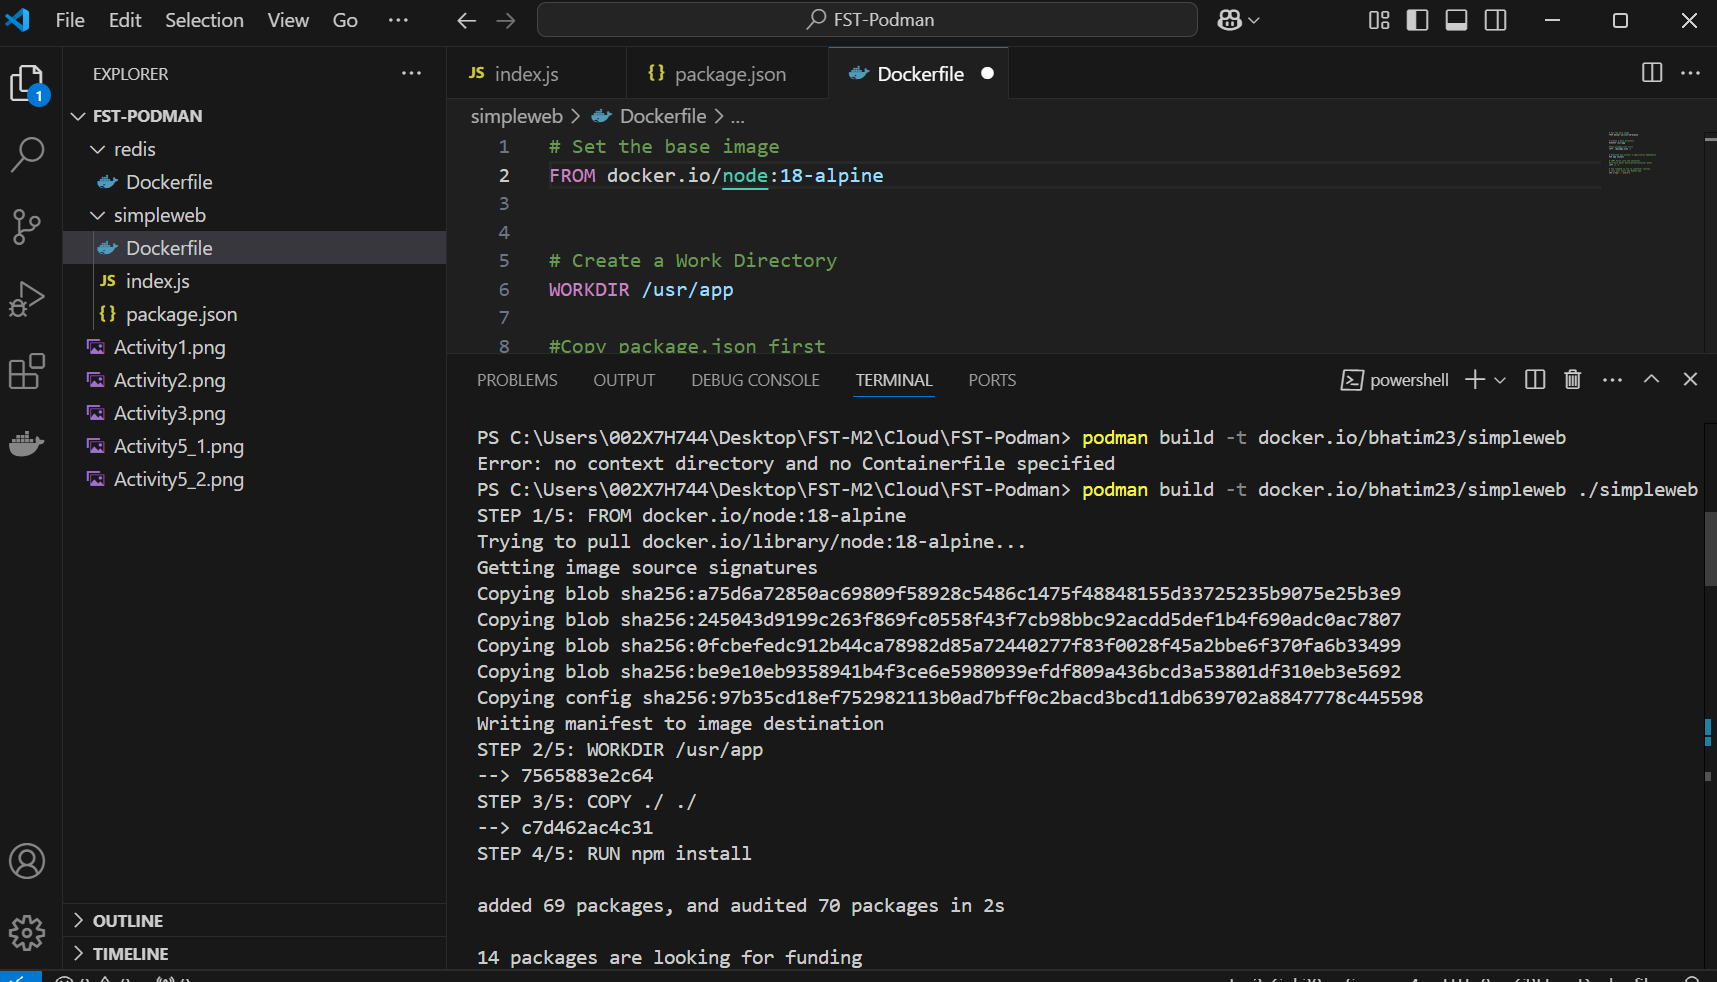 File Edit Selection View Go ···
FST-Podman
EXPLORER ···
FST-PODMAN
redis
Dockerfile
simpleweb
Dockerfile
JS index.js
{} package.json
Activity1.png
Activity2.png
Activity3.png
Activity5_1.png
Activity5_2.png
OUTLINE
TIMELINE
1
JS index.js
{} package.json
Dockerfile
simpleweb > Dockerfile > ...
1 # Set the base image
2 FROM docker.io/node:18-alpine
3
4
5 # Create a Work Directory
6 WORKDIR /usr/app
7
8 #Copy package.json first
PROBLEMS OUTPUT DEBUG CONSOLE TERMINAL PORTS
powershell
PS C:\Users\002X7H744\Desktop\FST-M2\Cloud\FST-Podman> podman build -t docker.io/bhatim23/simpleweb
Error: no context directory and no Containerfile specified
PS C:\Users\002X7H744\Desktop\FST-M2\Cloud\FST-Podman> podman build -t docker.io/bhatim23/simpleweb ./simpleweb
STEP 1/5: FROM docker.io/node:18-alpine
Trying to pull docker.io/library/node:18-alpine...
Getting image source signatures
Copying blob sha256:a75d6a72850ac69809f58928c5486c1475f48848155d33725235b9075e25b3e9
Copying blob sha256:245043d9199c263f869fc0558f43f7cb98bbc92acdd5def1b4f690adc0ac7807
Copying blob sha256:0fcbefedc912b44ca78982d85a72440277f83f0028f45a2bbe6f370fa6b33499
Copying blob sha256:be9e10eb9358941b4f3ce6e5980939efdf809a436bcd3a53801df310eb3e5692
Copying config sha256:97b35cd18ef752982113b0ad7bff0c2bacd3bcd11db639702a8847778c445598
Writing manifest to image destination
STEP 2/5: WORKDIR /usr/app
--> 7565883e2c64
STEP 3/5: COPY ./ ./
--> c7d462ac4c31
STEP 4/5: RUN npm install
added 69 packages, and audited 70 packages in 2s
14 packages are looking for funding